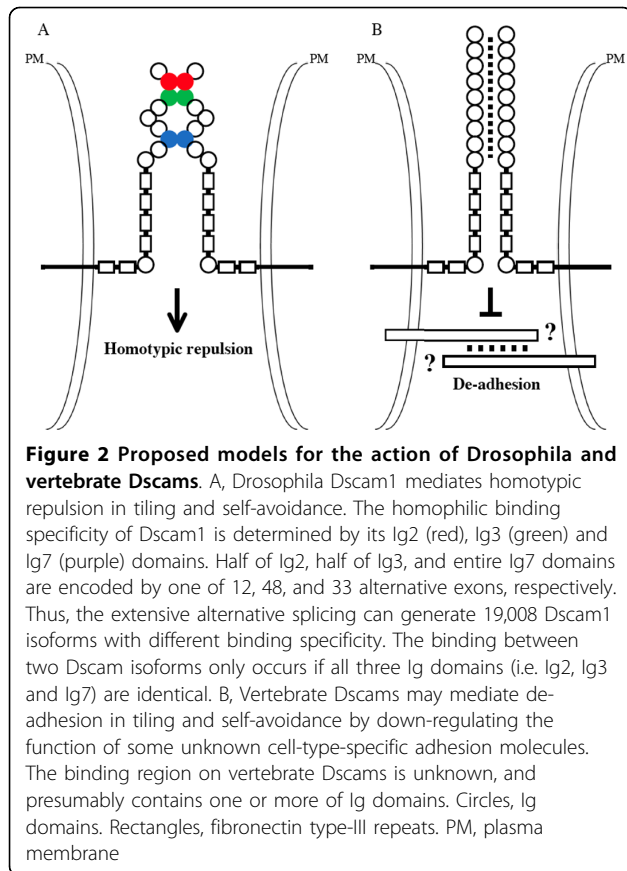 A
B
PM
PM
PM
Homotypic repulsion
?
?
De-adhesion
Figure 2 Proposed models for the action of Drosophila and
vertebrate Dscams. A, Drosophila Dscam1 mediates homotypic
repulsion in tiling and self-avoidance. The homophilic binding
specificity of Dscam1 is determined by its Ig2 (red), Ig3 (green) and
Ig7 (purple) domains. Half of Ig2, half of Ig3, and entire Ig7 domains
are encoded by one of 12, 48, and 33 alternative exons, respectively.
Thus, the extensive alternative splicing can generate 19,008 Dscam1
isoforms with different binding specificity. The binding between
two Dscam isoforms only occurs if all three Ig domains (i.e. Ig2, Ig3
and Ig7) are identical. B, Vertebrate Dscams may mediate de-
adhesion in tiling and self-avoidance by down-regulating the
function of some unknown cell-type-specific adhesion molecules.
The binding region on vertebrate Dscams is unknown, and
presumably contains one or more of Ig domains. Circles, Ig
domains. Rectangles, fibronectin type-III repeats. PM, plasma
membrane